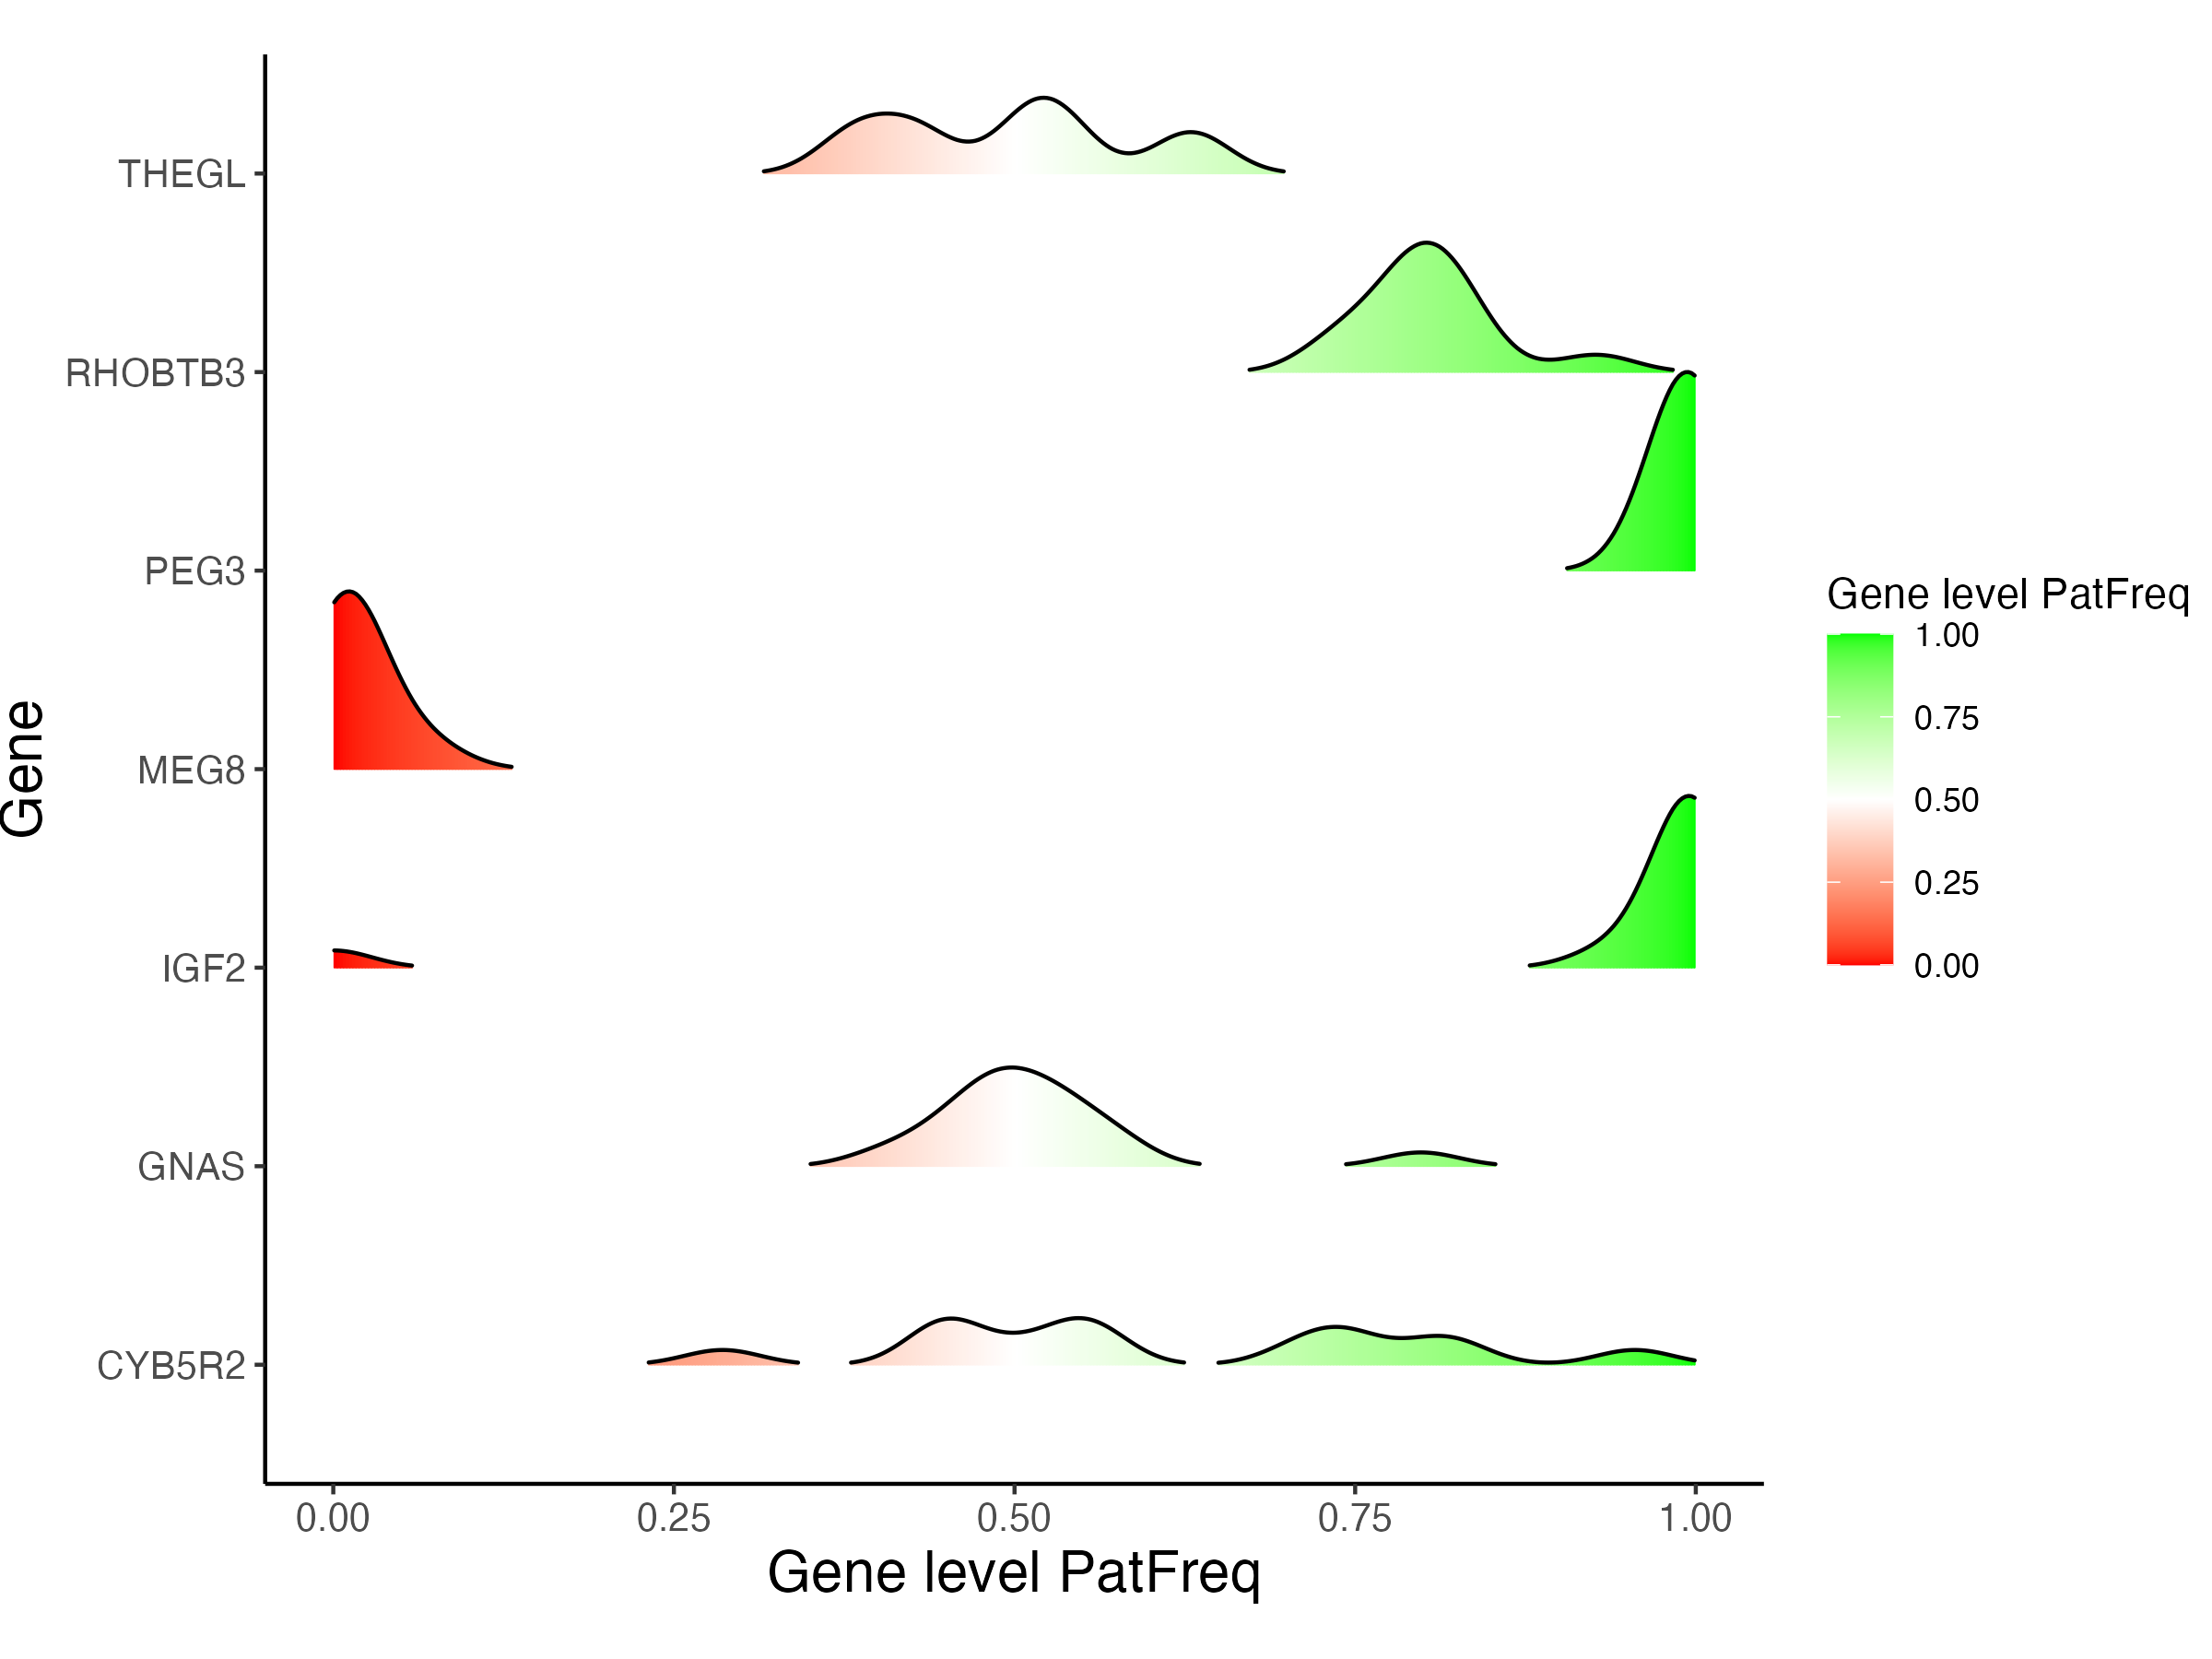 THEGL
RHOBTB3
PEG3
MEG8
IGF2
GNAS
CYB5R2
Gene
0.00 0.25 0.50 0.75 1.00
Gene level PatFreq
Gene level PatFreq
1.00
0.75
0.50
0.25
0.00